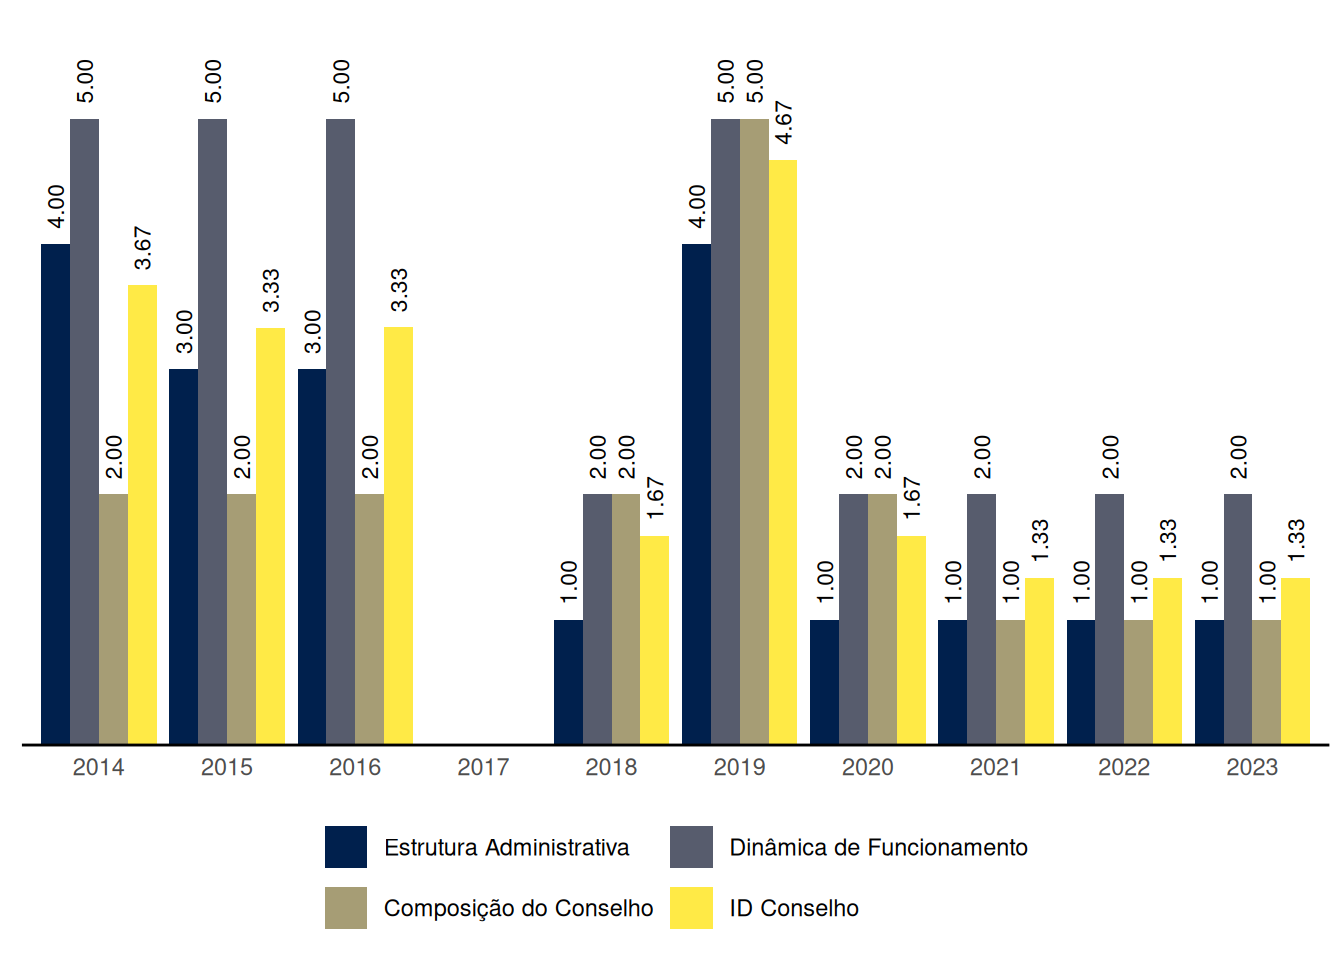 4.00 5.00 2.00 3.67 3.00 5.00 2.00 3.33 3.00 5.00 2.00 3.33 1.00 2.00 2.00 1.67 4.00 5.00 5.00 4.67 1.00 2.00 2.00 1.67 1.00 2.00 1.00 1.33 1.00 2.00 1.00 1.33 1.00 2.00 1.00 1.33
2014 2015 2016 2017 2018 2019 2020 2021 2022 2023
Estrutura Administrativa Dinâmica de Funcionamento
Composição do Conselho ID Conselho